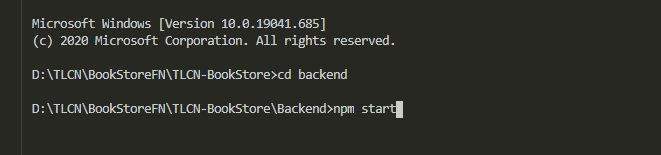 Microsoft Windows [Version 10.0.19041.685]
(c) 2020 Microsoft Corporation. All rights reserved.
D:\TLCN\BookStoreFN\TLCN-BookStore>cd backend
D:\TLCN\BookStoreFN\TLCN-BookStore\Backend>npm start